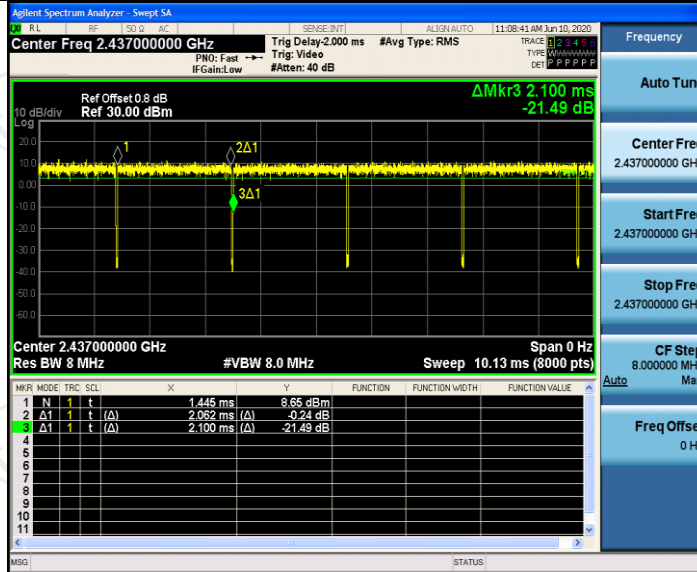 Agilent Spectrum Analyzer - Swept SA
RL RF 50 Ω AC SENSE:INT ALIGN AUTO 11:08:41 AM Jun 10, 2020
Center Freq 2.437000000 GHz
PNO: Fast
IFGain:Low
Trig Delay-2.000 ms
Trig: Video
#Atten: 40 dB
#Avg Type: RMS
TRACE 1 2 3 4 5 6
TYPE
DET P P P P P P
Frequency
Ref Offset 0.8 dB
10 dB/div Ref 30.00 dBm
Log
ΔMkr3 2.100 ms
-21.49 dB
20.0
10.0
0.00
-10.0
-20.0
-30.0
-40.0
-50.0
-60.0
1
2Δ1
3Δ1
Center 2.437000000 GHz Span 0 Hz
Res BW 8 MHz #VBW 8.0 MHz Sweep 10.13 ms (8000 pts)
MKR MODE TRC SCL X Y FUNCTION FUNCTION WIDTH FUNCTION VALUE
1 N 1 t 1.445 ms 8.65 dBm
2 Δ1 1 t (Δ) 2.062 ms (Δ) -0.24 dB
3 Δ1 1 t (Δ) 2.100 ms (Δ) -21.49 dB
4
5
6
7
8
9
10
11
MSG STATUS
Auto Tun
Center Fre
2.437000000 GH
Start Fre
2.437000000 GH
Stop Fre
2.437000000 GH
CF Ste
8.000000 MH
Auto Ma
Freq Offse
0 H